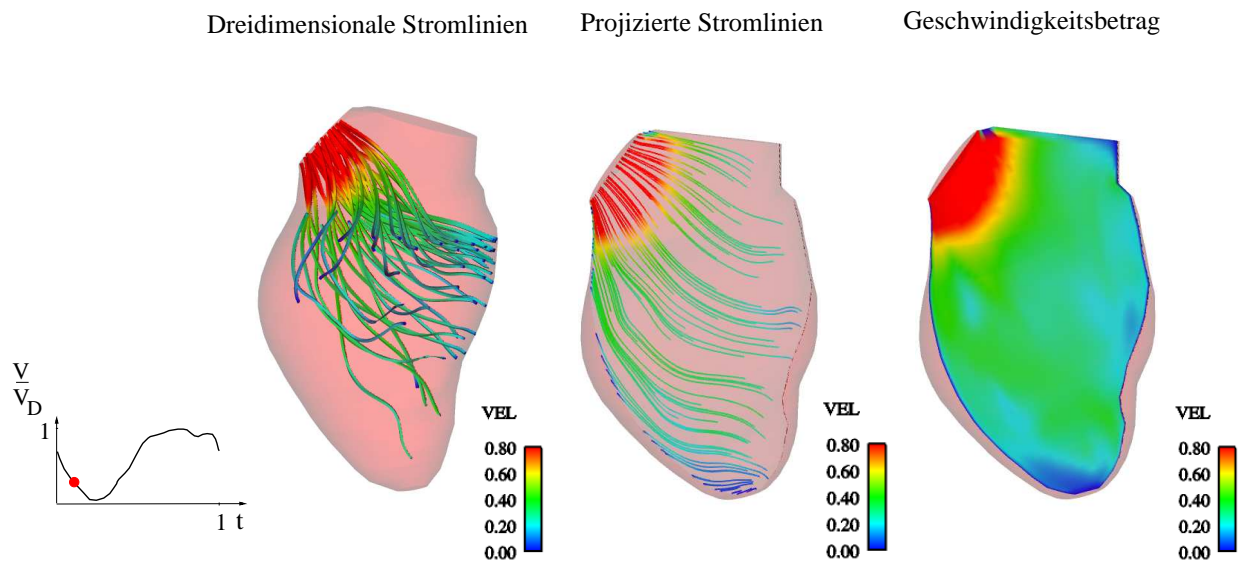 Dreidimensionale Stromlinien
Projizierte Stromlinien
Geschwindigkeitsbetrag
V
V_D
1
1 t
VEL
0.80
0.60
0.40
0.20
0.00
VEL
0.80
0.60
0.40
0.20
0.00
VEL
0.80
0.60
0.40
0.20
0.00